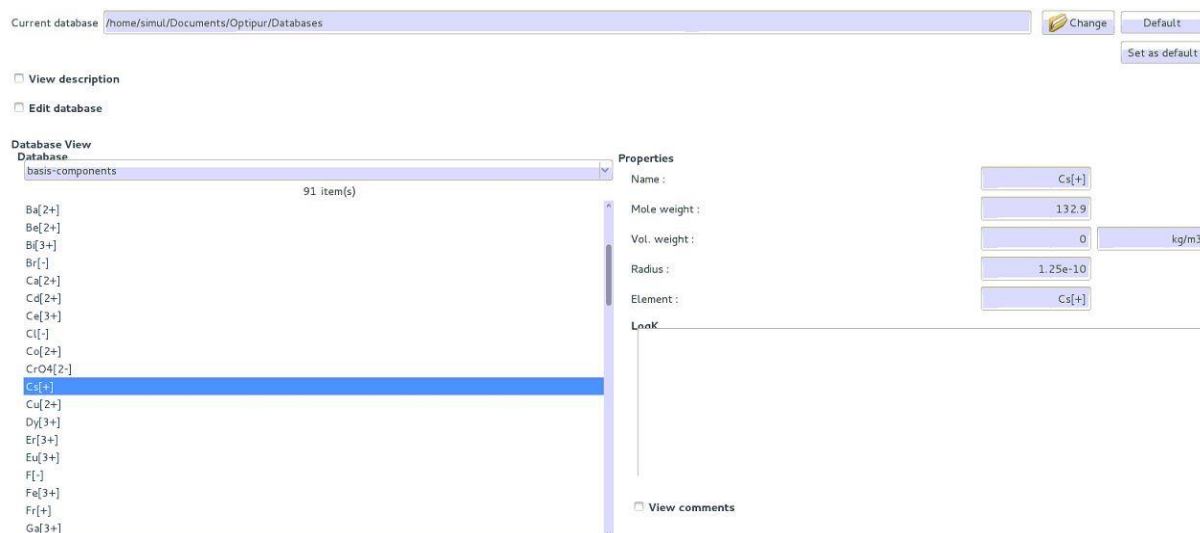 Current database /home/simul/Documents/Optipur/Databases Change Default
Set as default
View description
Edit database
Database View
Database
basis-components
91 item(s)
Ba[2+]
Be[2+]
Bi[3+]
Br[-]
Ca[2+]
Cd[2+]
Ce[3+]
Cl[-]
Co[2+]
CrO4[2-]
Cs[+]
Cu[2+]
Dy[3+]
Er[3+]
Eu[3+]
F[-]
Fe[3+]
Fr[+]
Ga[3+]
Properties
Name : Cs[+]
Mole weight : 132.9
Vol. weight : 0 kg/m3
Radius : 1.25e-10
Element : Cs[+]
LogK
View comments